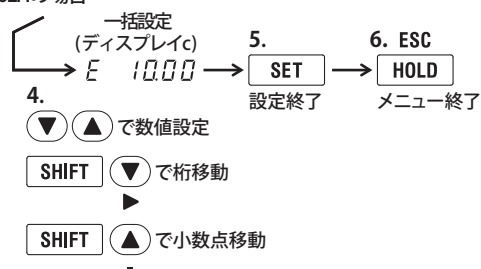 一括設定
(ディスプレイc)
E 10.00
5.
SET
設定終了
6. ESC
HOLD
メニュー終了
4.
▼ ▲ で数値設定
SHIFT ▼ で桁移動
▶
SHIFT ▲ で小数点移動